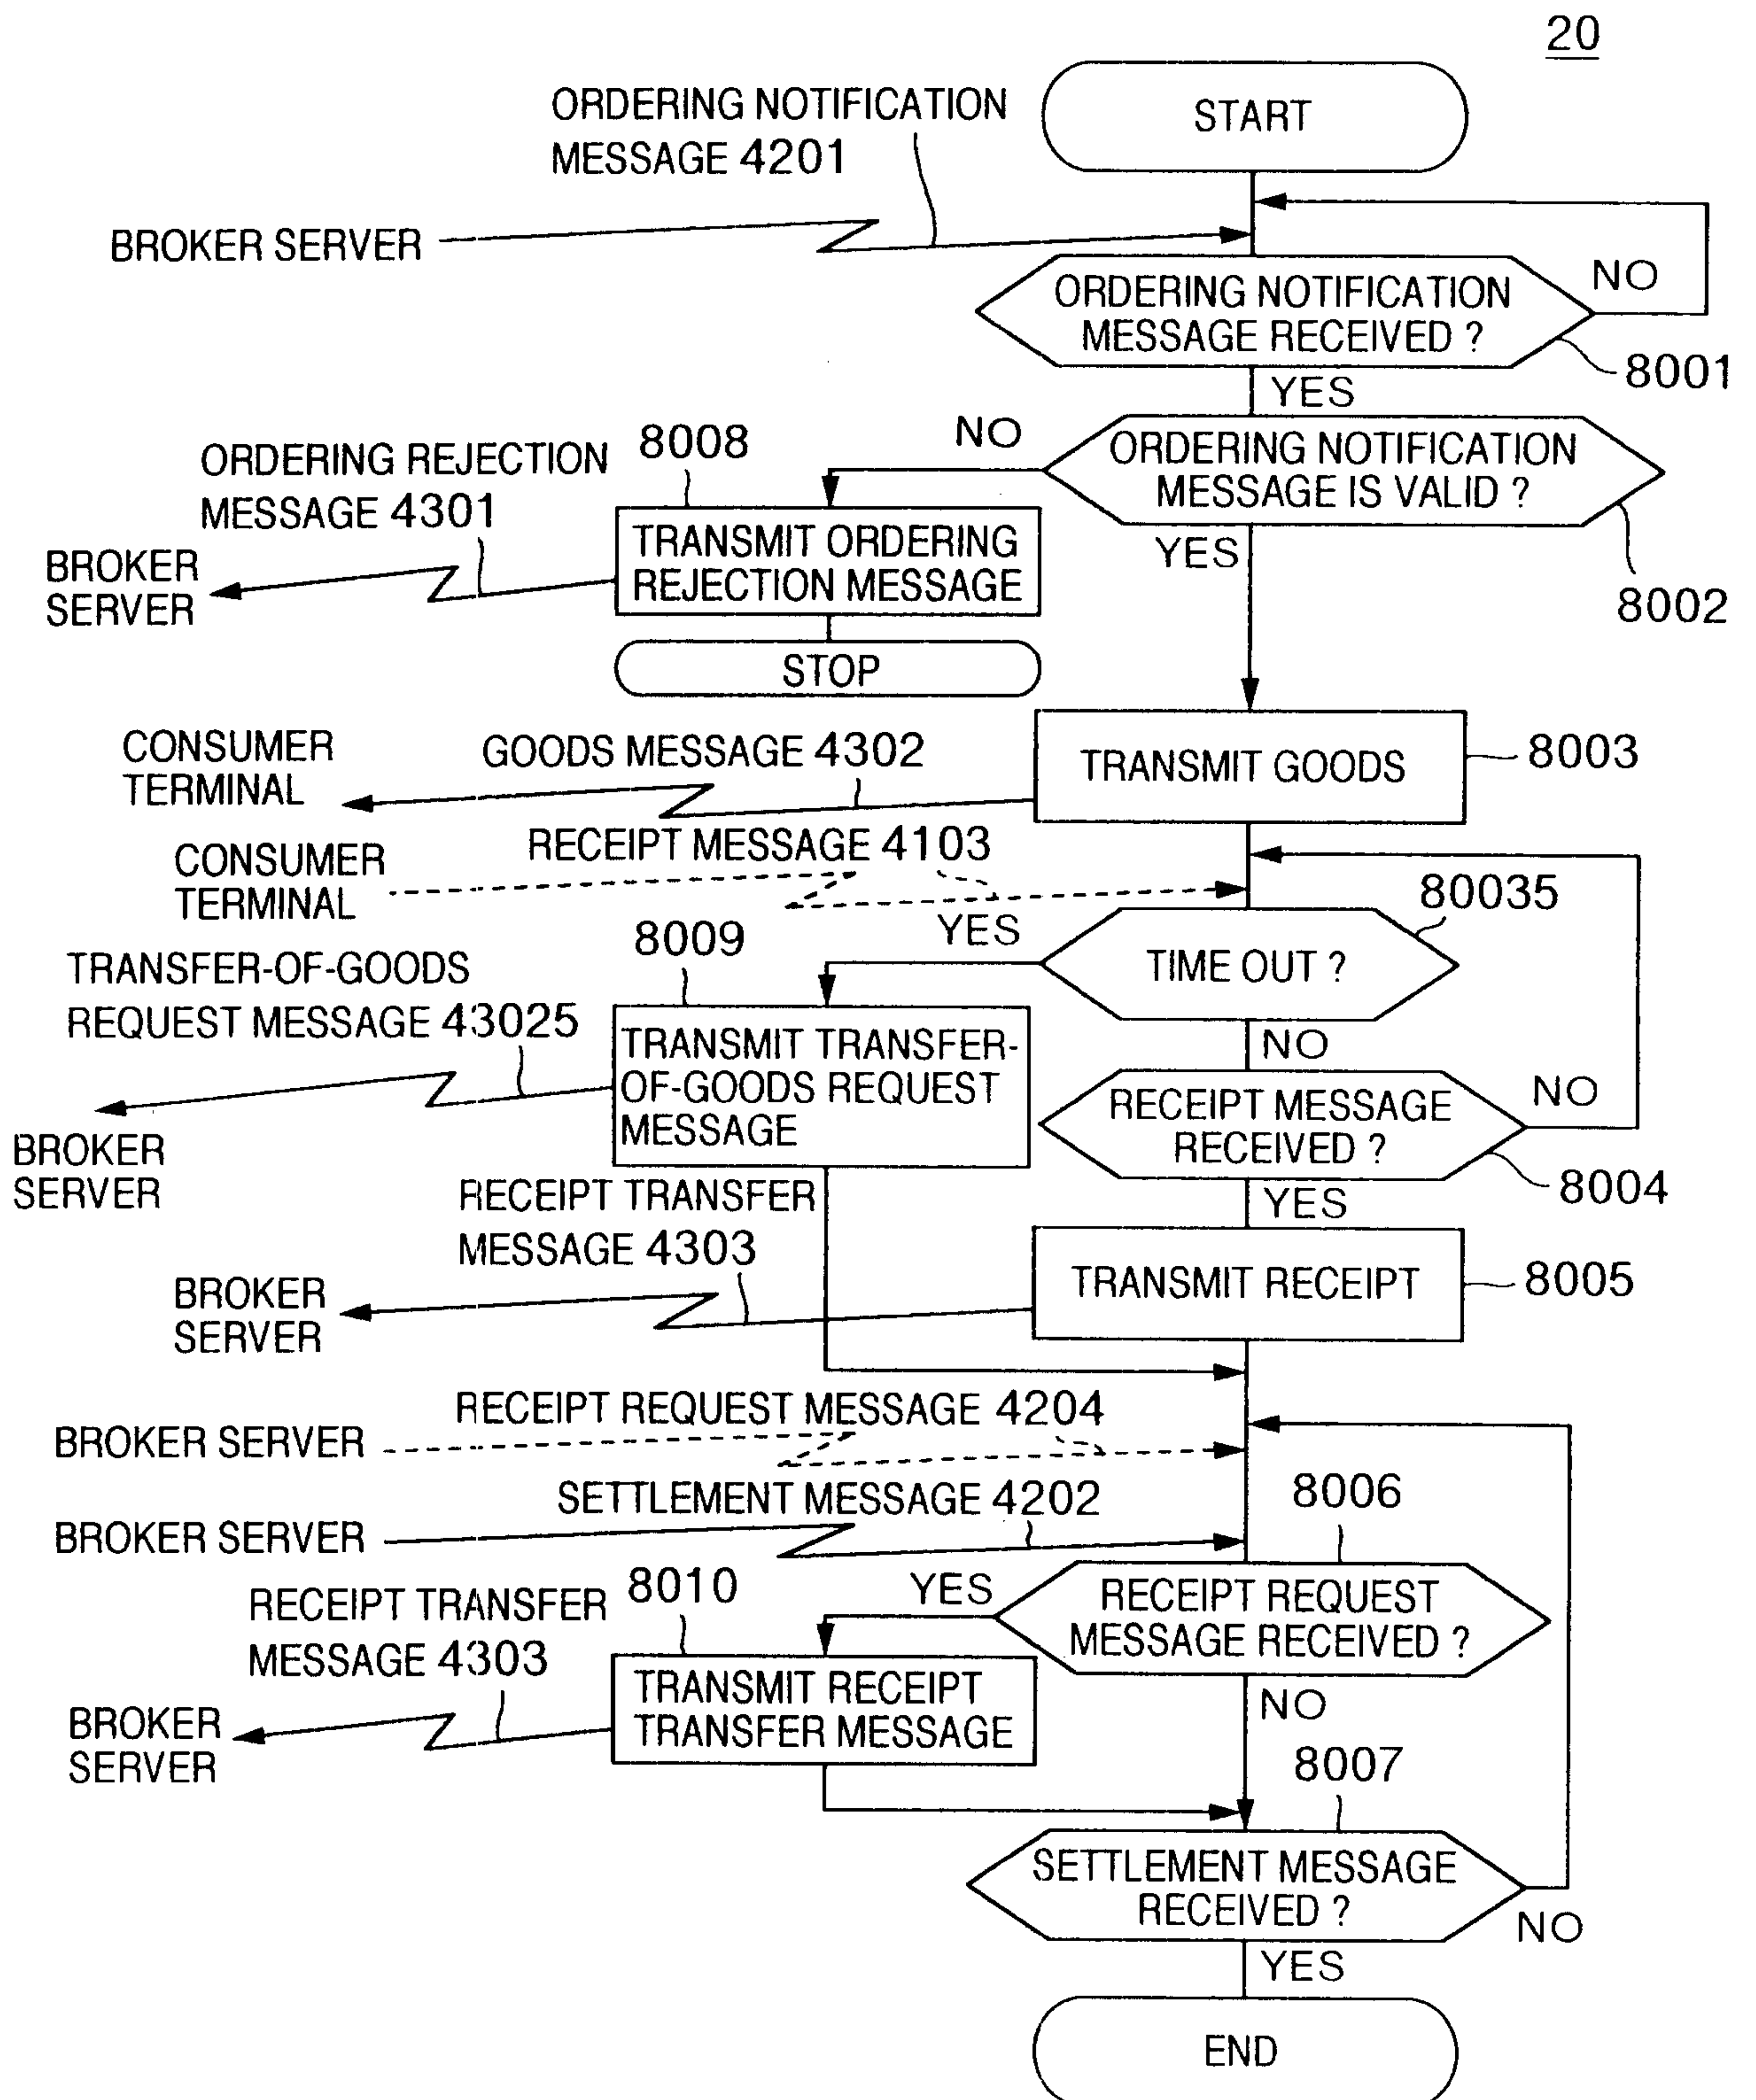 20
START
ORDERING NOTIFICATION
MESSAGE 4201
BROKER SERVER
ORDERING NOTIFICATION
MESSAGE RECEIVED ?
NO
8001
YES
ORDERING NOTIFICATION
MESSAGE IS VALID ?
NO
8002
YES
8008
ORDERING REJECTION
MESSAGE 4301
TRANSMIT ORDERING
REJECTION MESSAGE
BROKER
SERVER
STOP
TRANSMIT GOODS
8003
CONSUMER
TERMINAL
GOODS MESSAGE 4302
RECEIPT MESSAGE 4103
CONSUMER
TERMINAL
80035
YES
TIME OUT ?
8009
TRANSFER-OF-GOODS
REQUEST MESSAGE 43025
TRANSMIT TRANSFER-
OF-GOODS REQUEST
MESSAGE
NO
RECEIPT MESSAGE
RECEIVED ?
NO
BROKER
SERVER
8004
YES
RECEIPT TRANSFER
MESSAGE 4303
TRANSMIT RECEIPT
8005
BROKER
SERVER
RECEIPT REQUEST MESSAGE 4204
BROKER SERVER
SETTLEMENT MESSAGE 4202
8006
BROKER SERVER
RECEIPT REQUEST
MESSAGE RECEIVED ?
YES
8010
RECEIPT TRANSFER
MESSAGE 4303
TRANSMIT RECEIPT
TRANSFER MESSAGE
NO
BROKER
SERVER
8007
SETTLEMENT MESSAGE
RECEIVED ?
NO
YES
END